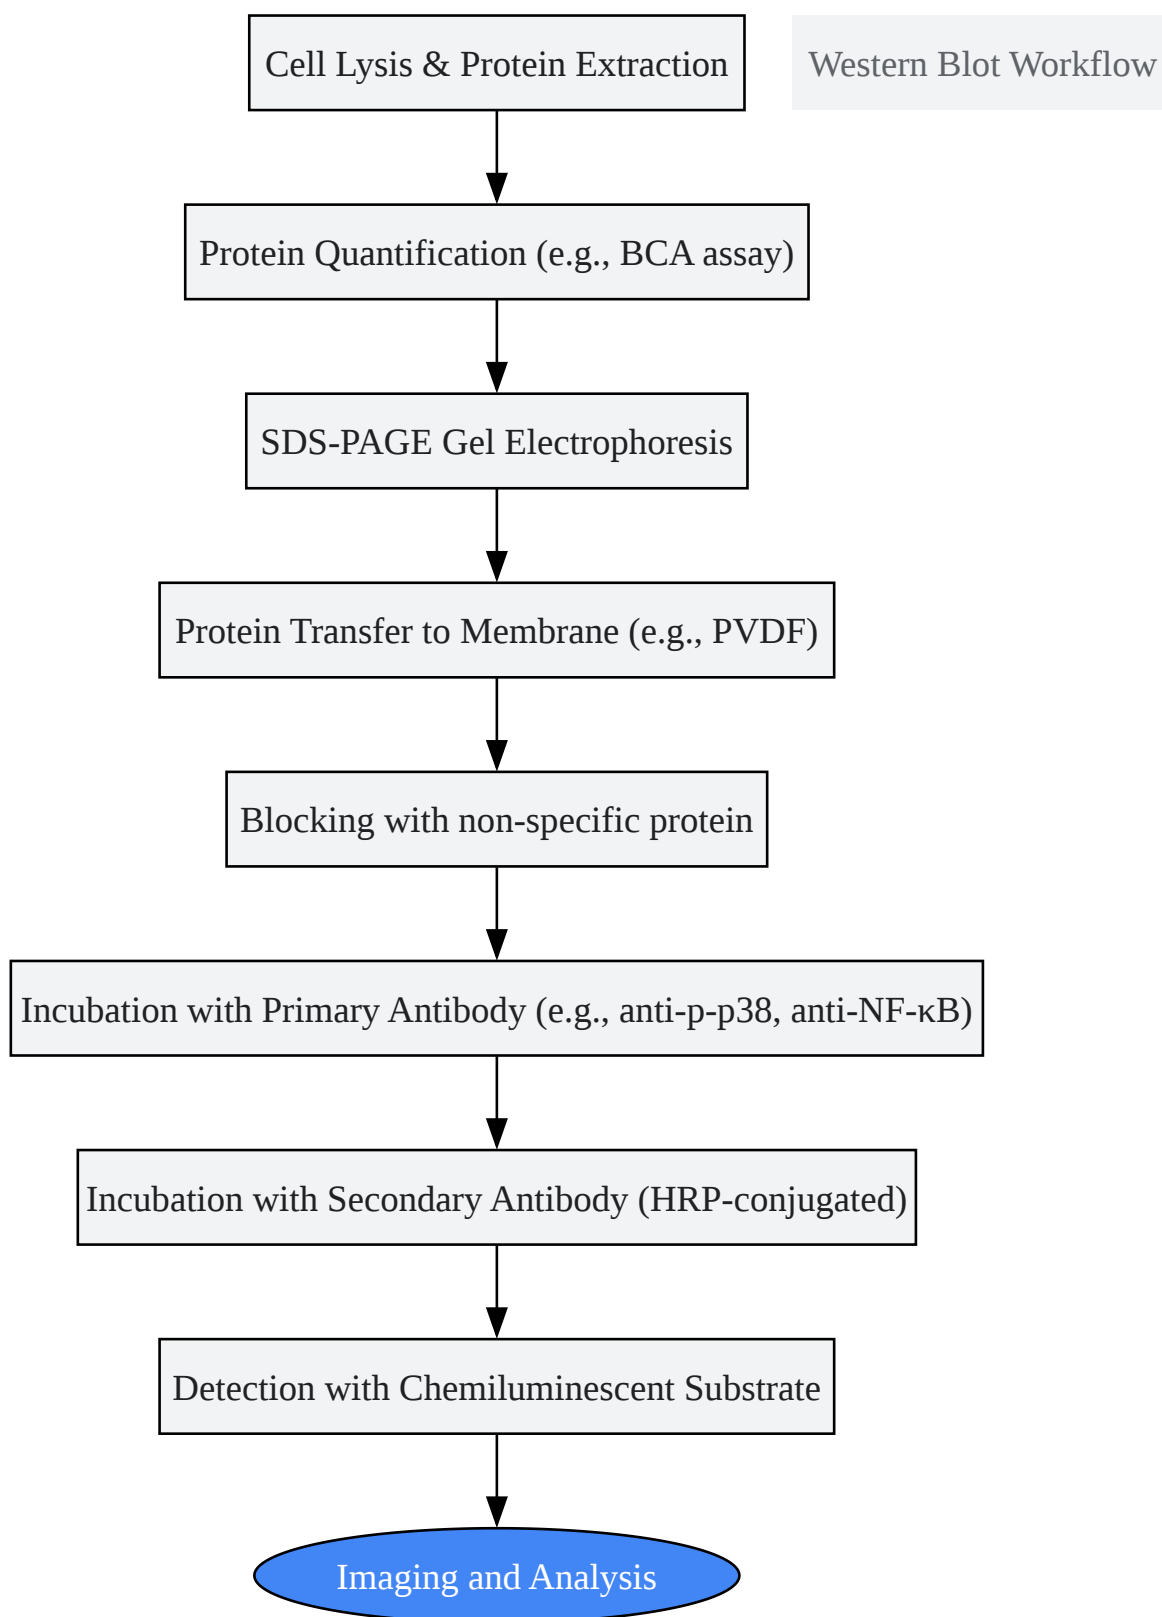 Cell Lysis & Protein Extraction
Western Blot Workflow
Protein Quantification (e.g., BCA assay)
SDS-PAGE Gel Electrophoresis
Protein Transfer to Membrane (e.g., PVDF)
Blocking with non-specific protein
Incubation with Primary Antibody (e.g., anti-p-p38, anti-NF-κB)
Incubation with Secondary Antibody (HRP-conjugated)
Detection with Chemiluminescent Substrate
Imaging and Analysis